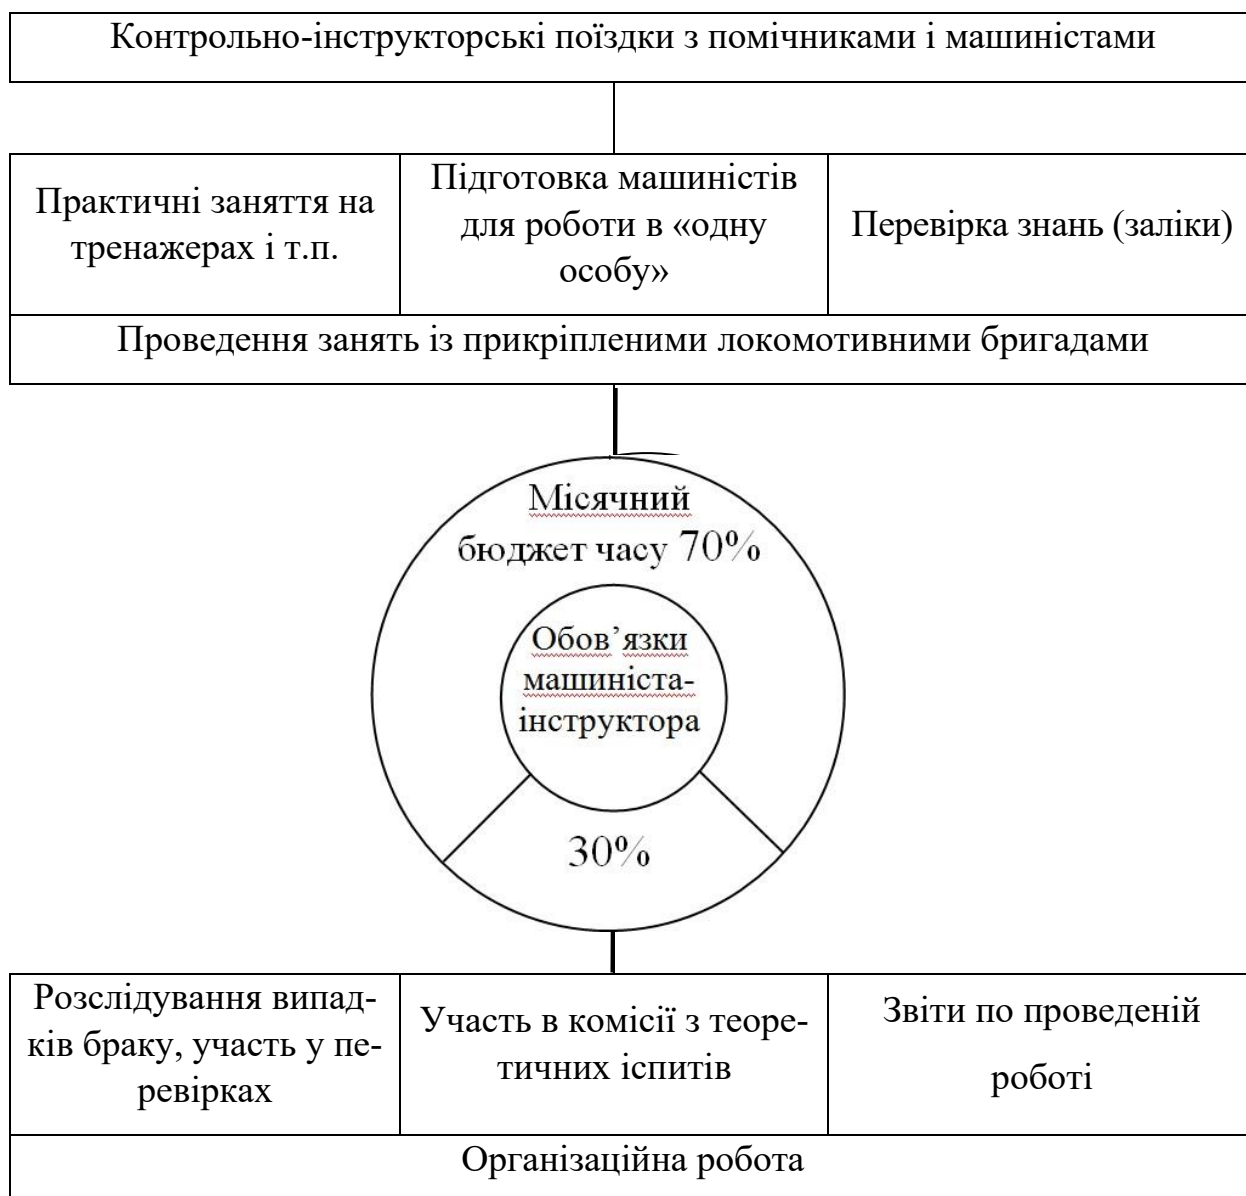 Контрольно-інструкторські поїздки з помічниками і машиністами
Практичні заняття на
тренажерах і т.п.
Підготовка машиністів
для роботи в «одну
особу»
Перевірка знань (заліки)
Проведення занять із прикріпленими локомотивними бригадами
Місячний
бюджет часу 70%
Обов’язки
машиніста-
інструктора
30%
Розслідування випад-
ків браку, участь у пе-
ревірках
Участь в комісії з теоре-
тичних іспитів
Звіти по проведеній
роботі
Організаційна робота